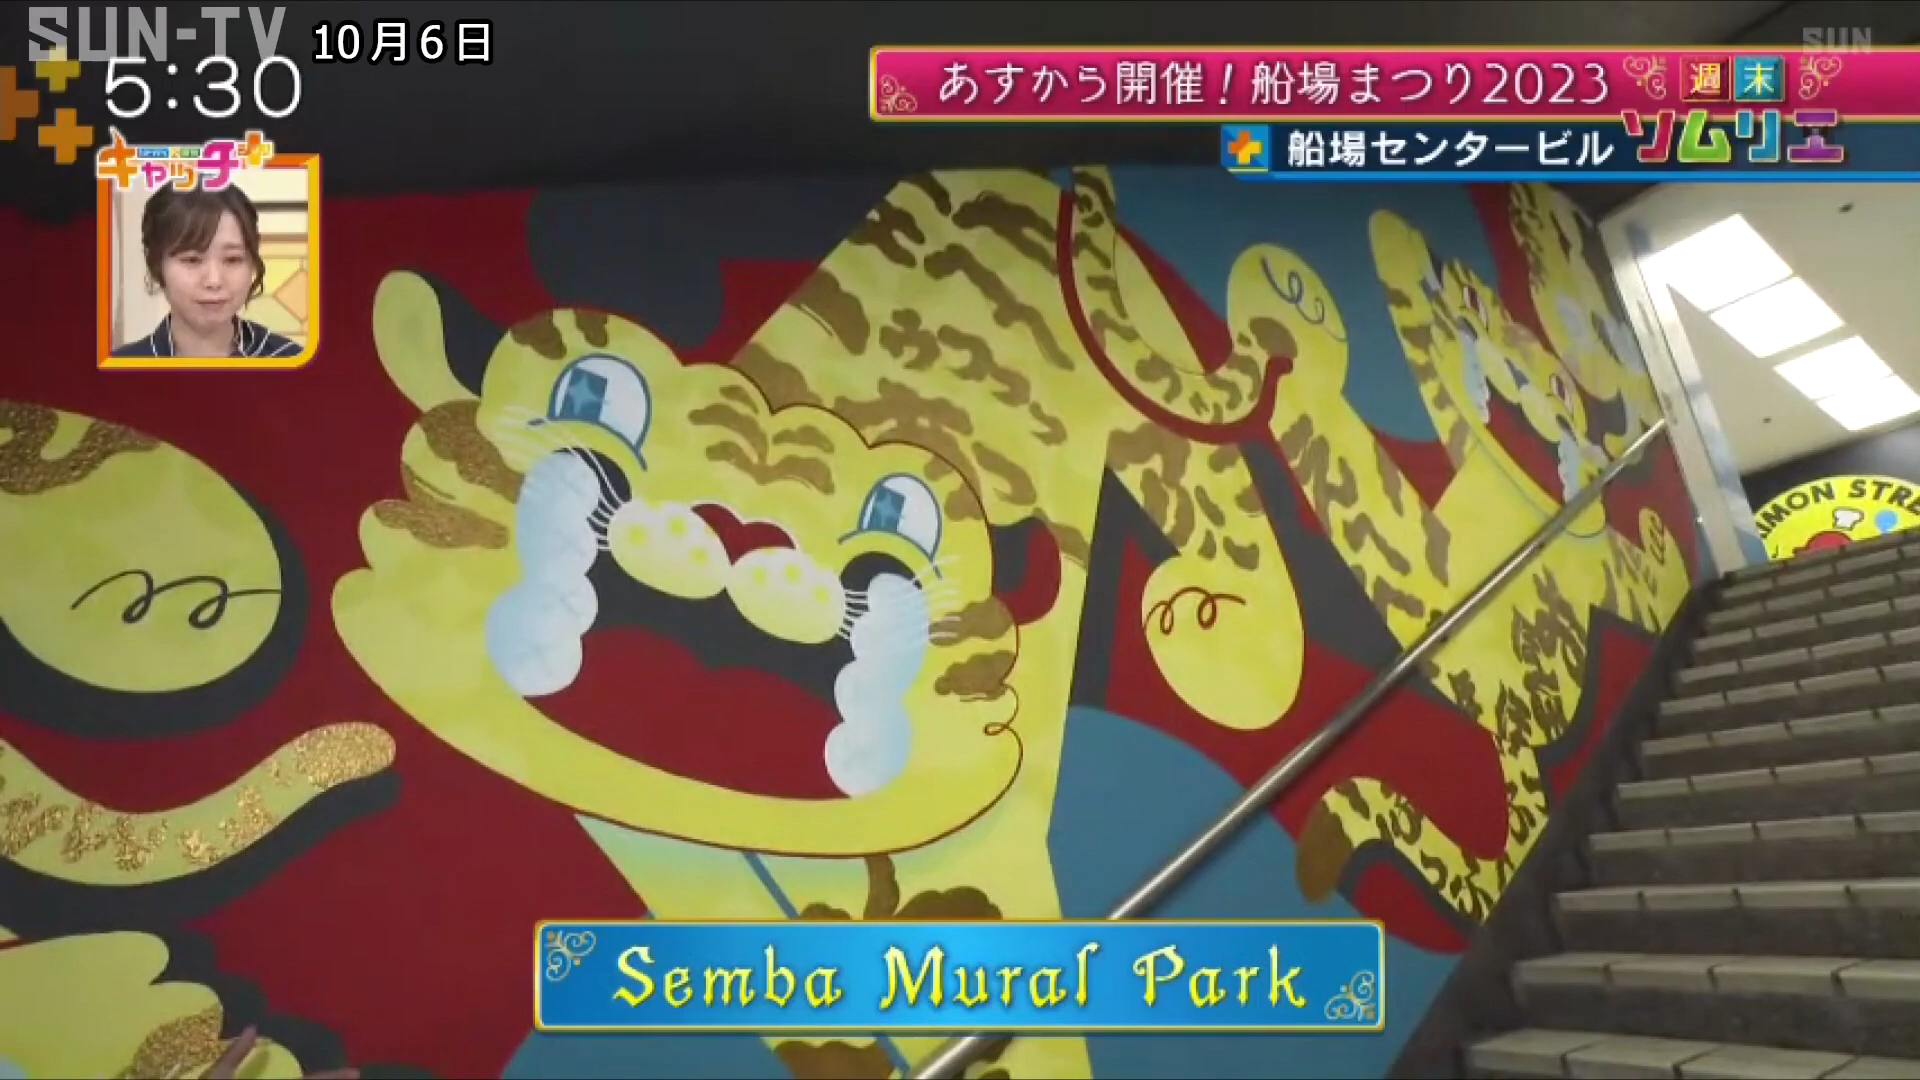 SUN-TV 10月6日
SUN
5:30
キャッチ+
あすから開催！船場まつり2023
週末
ソムリエ
船場センタービル
MON STRE
Semba Mural Park